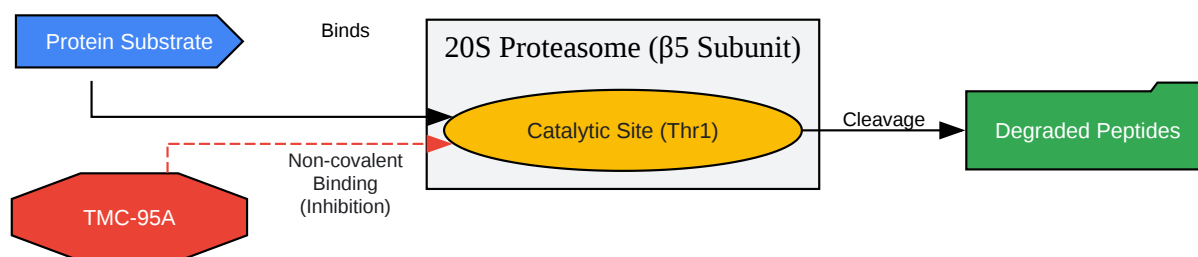 Protein Substrate
Binds
20S Proteasome (β5 Subunit)
Catalytic Site (Thr1)
Cleavage
Degraded Peptides
Non-covalent
Binding
(Inhibition)
TMC-95A